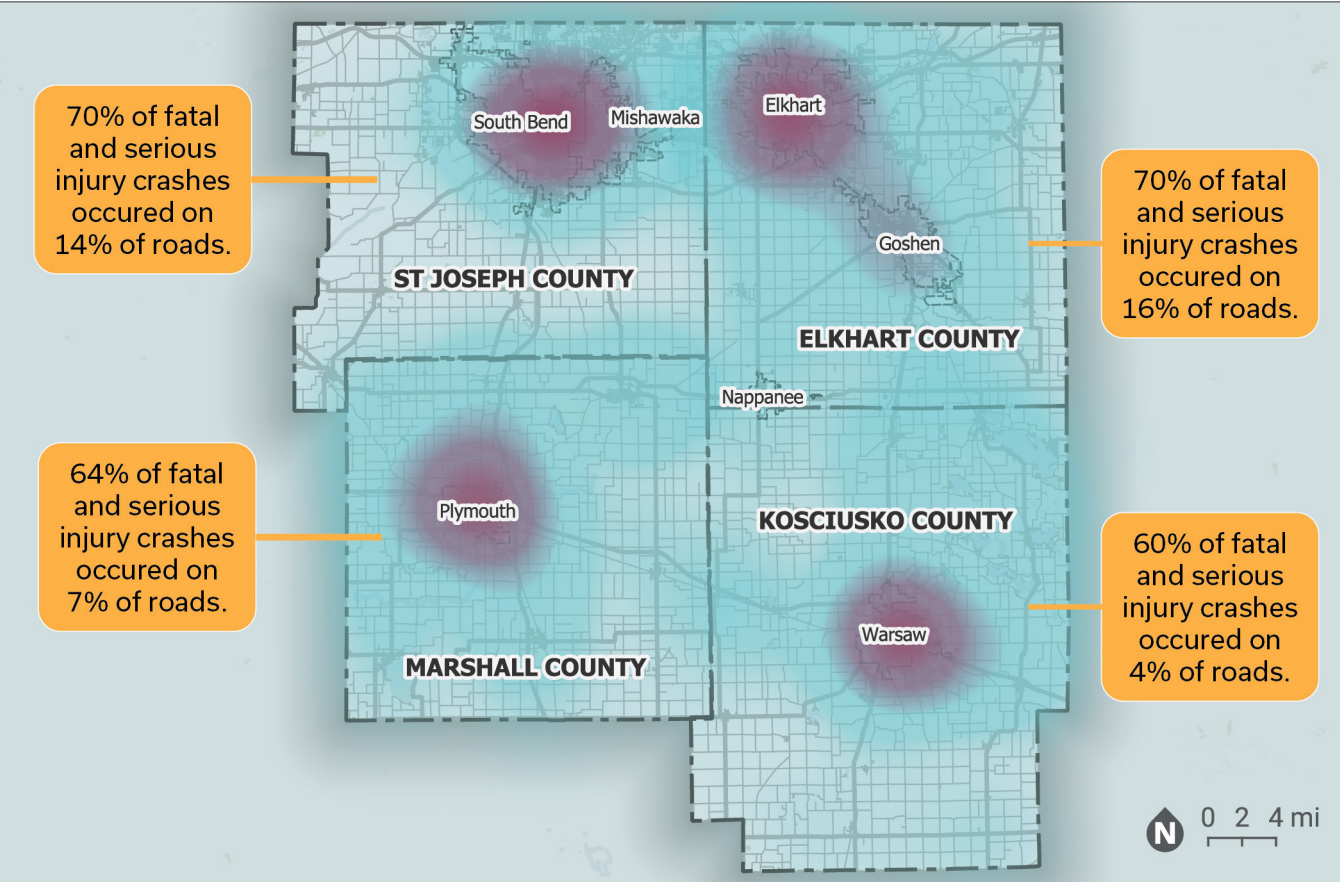 70% of fatal
and serious
injury crashes
occured on
14% of roads.
South Bend
Mishawaka
Elkhart
Goshen
70% of fatal
and serious
injury crashes
occured on
16% of roads.
ST JOSEPH COUNTY
ELKHART COUNTY
Nappanee
64% of fatal
and serious
injury crashes
occured on
7% of roads.
Plymouth
MARSHALL COUNTY
KOSCIUSKO COUNTY
Warsaw
60% of fatal
and serious
injury crashes
occured on
4% of roads.
N
0 2 4 mi